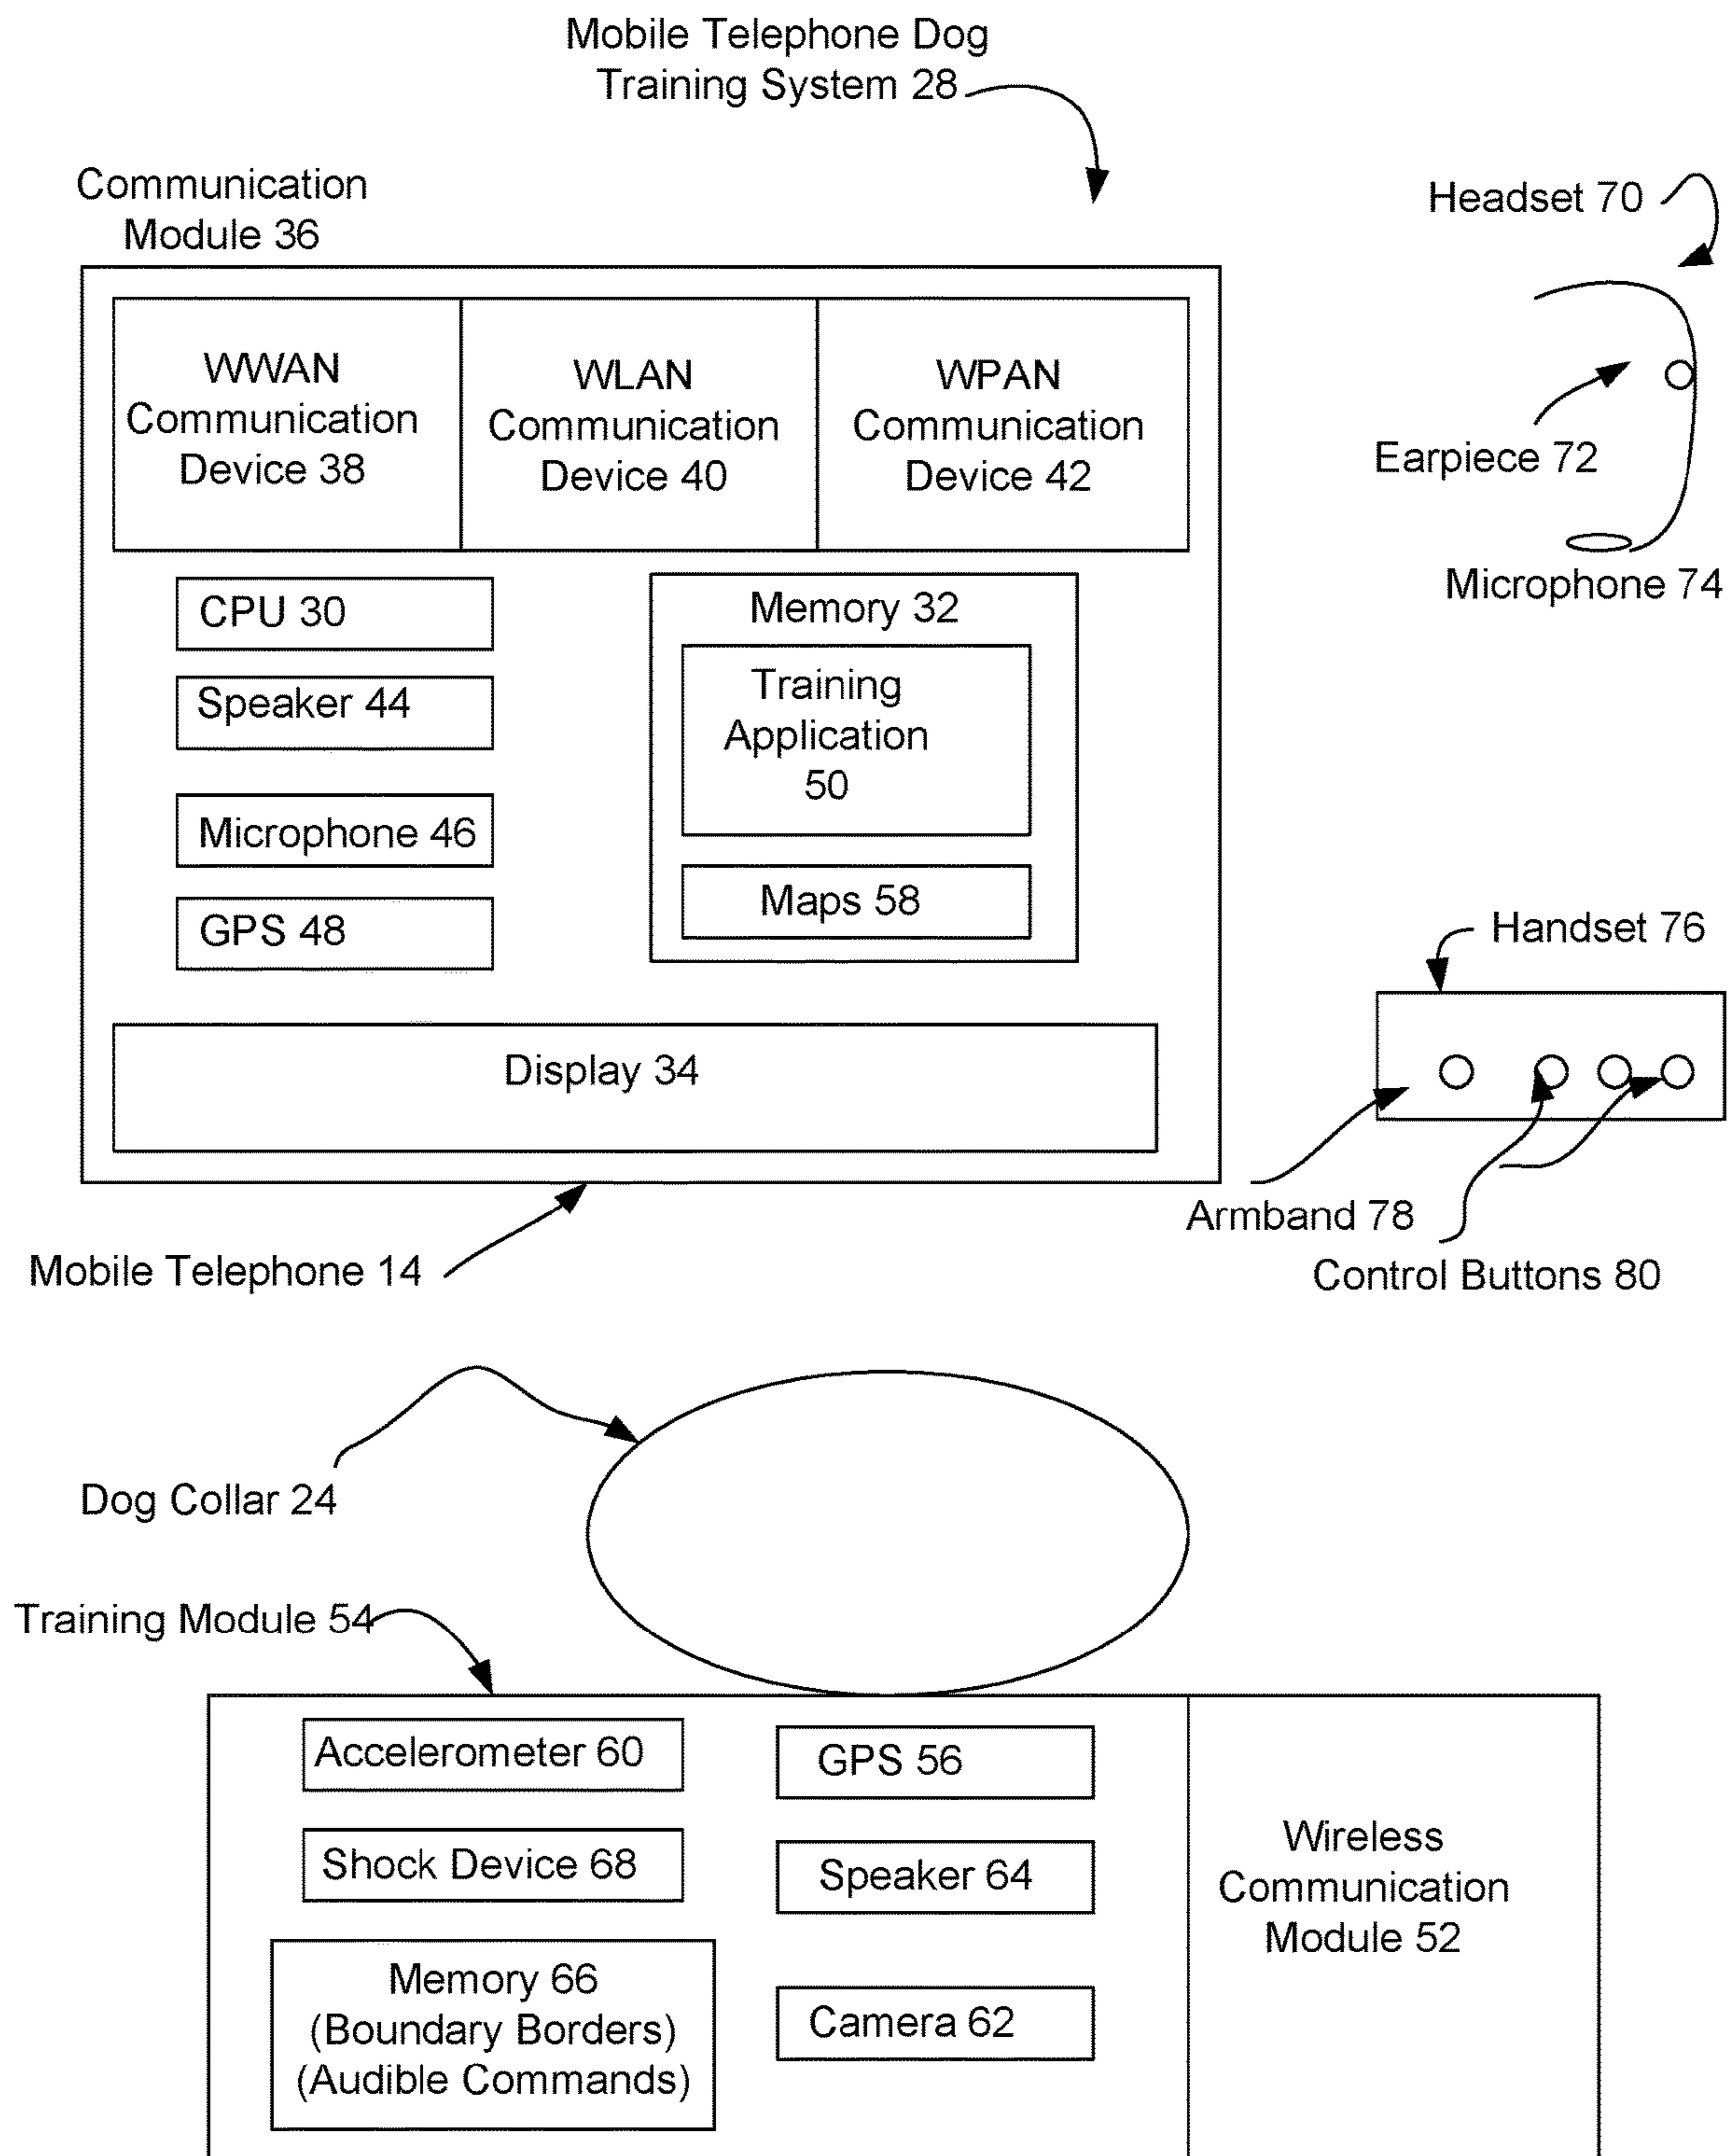 Mobile Telephone Dog
Training System 28
Communication
Module 36
Headset 70
WWAN
Communication
Device 38
WLAN
Communication
Device 40
WPAN
Communication
Device 42
Earpiece 72
Microphone 74
CPU 30
Speaker 44
Microphone 46
GPS 48
Memory 32
Training
Application
50
Maps 58
Handset 76
Display 34
Armband 78
Control Buttons 80
Mobile Telephone 14
Dog Collar 24
Training Module 54
Accelerometer 60
GPS 56
Shock Device 68
Speaker 64
Memory 66
(Boundary Borders)
(Audible Commands)
Camera 62
Wireless
Communication
Module 52